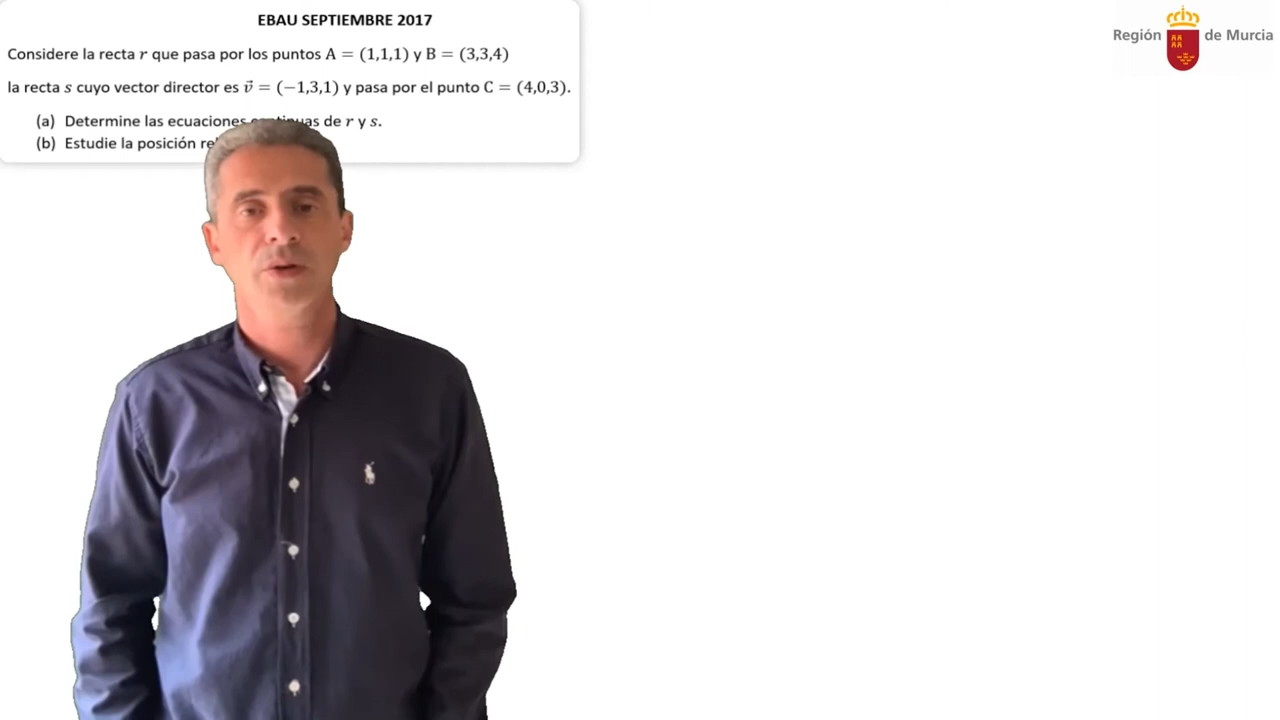 EBAU SEPTIEMBRE 2017
Considere la recta r que pasa por los puntos A = (1,1,1) y B = (3,3,4)
la recta s cuyo vector director es v⃗ = (−1,3,1) y pasa por el punto C = (4,0,3).
(a) Determine las ecuaciones de r y s.
(b) Estudie la posición
Región de Murcia